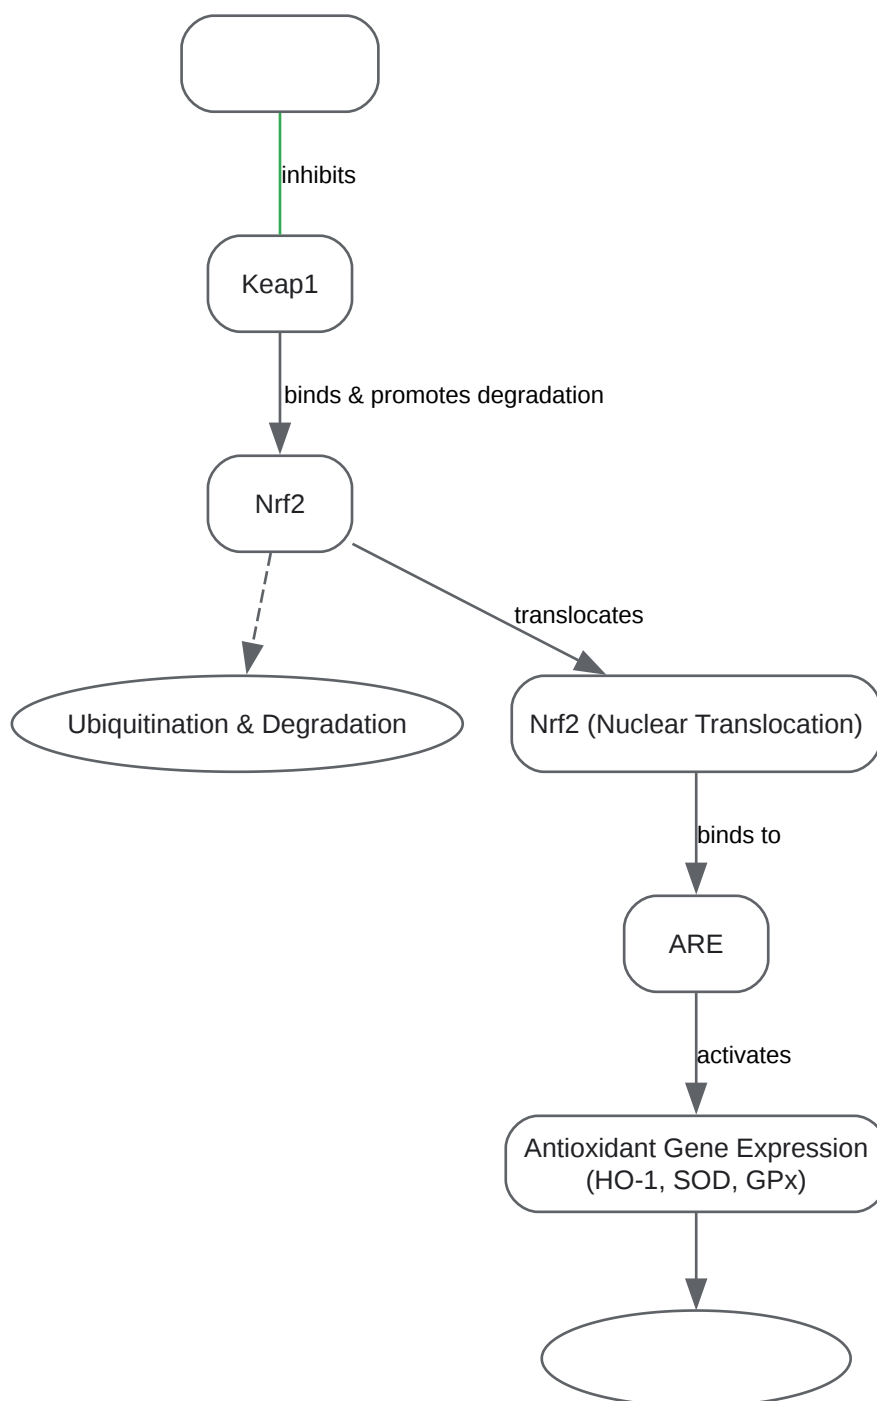 inhibits
Keap1
binds & promotes degradation
Nrf2
translocates
Ubiquitination & Degradation
Nrf2 (Nuclear Translocation)
binds to
ARE
activates
Antioxidant Gene Expression
(HO-1, SOD, GPx)